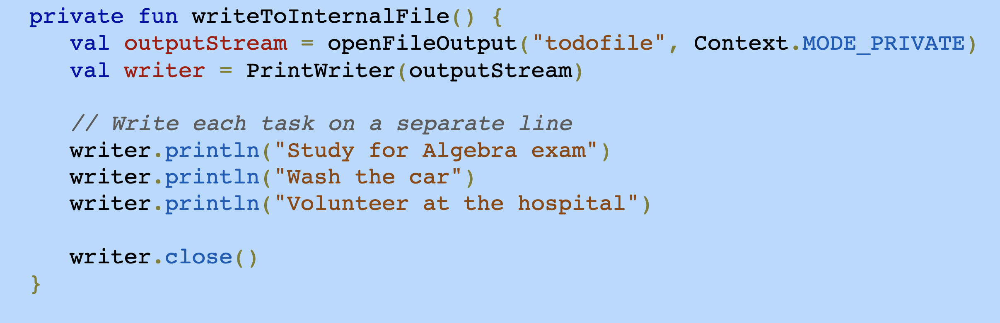 private fun writeToInternalFile() {
   val outputStream = openFileOutput("todofile", Context.MODE_PRIVATE)
   val writer = PrintWriter(outputStream)

   // Write each task on a separate line
   writer.println("Study for Algebra exam")
   writer.println("Wash the car")
   writer.println("Volunteer at the hospital")

   writer.close()
}